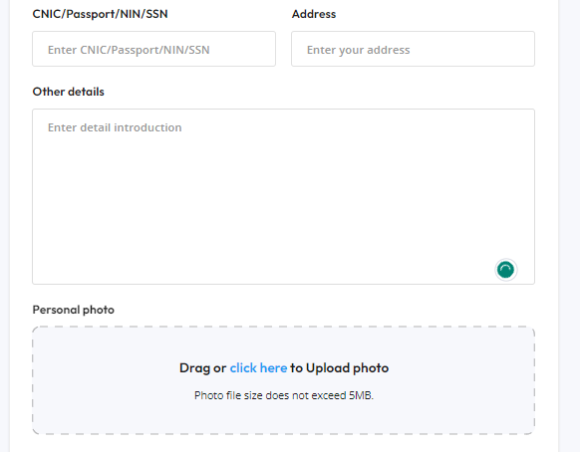 CNIC/Passport/NIN/SSN
Address
Enter CNIC/Passport/NIN/SSN
Enter your address
Other details
Enter detail introduction
Personal photo
Drag or click here to Upload photo
Photo file size does not exceed 5MB.